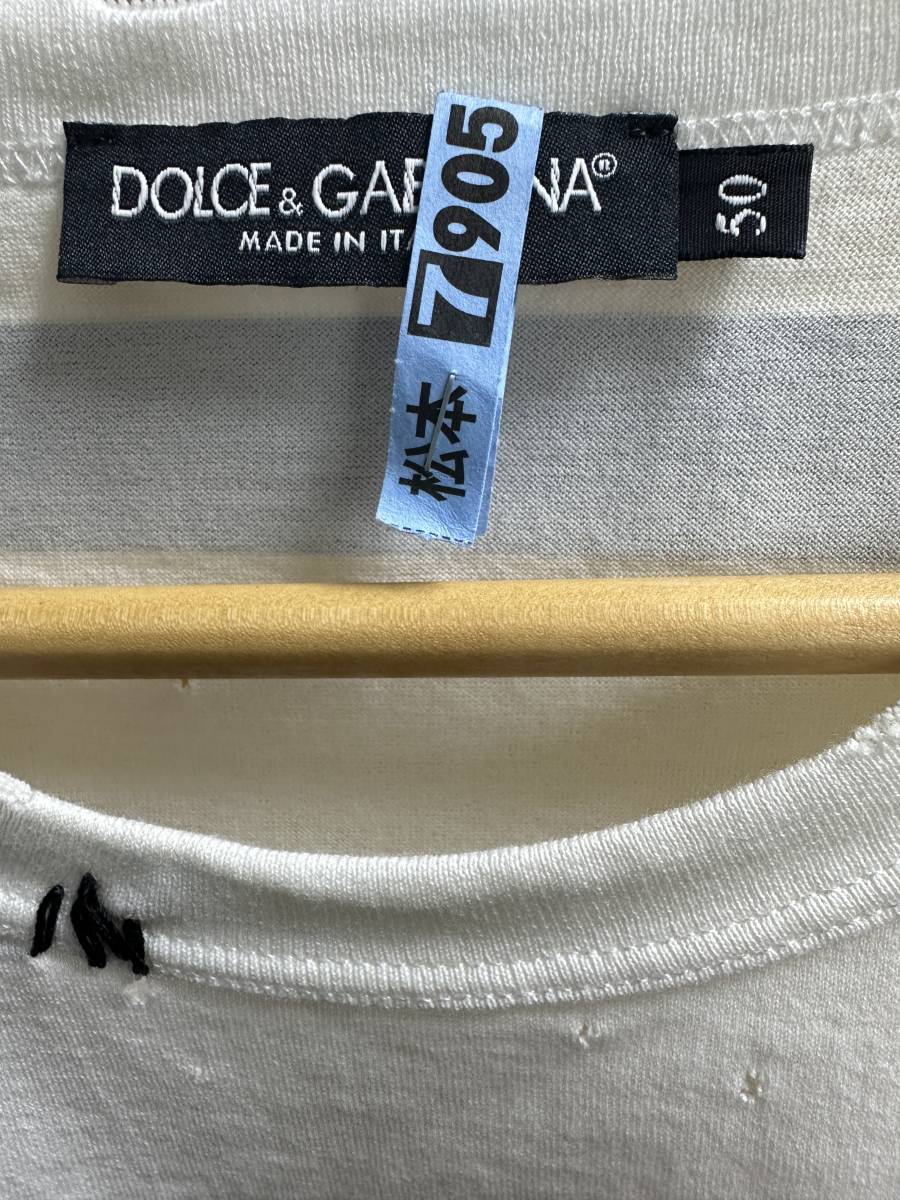 DOLCE & GAB NA®
MADE IN ITA
50
松本 7905